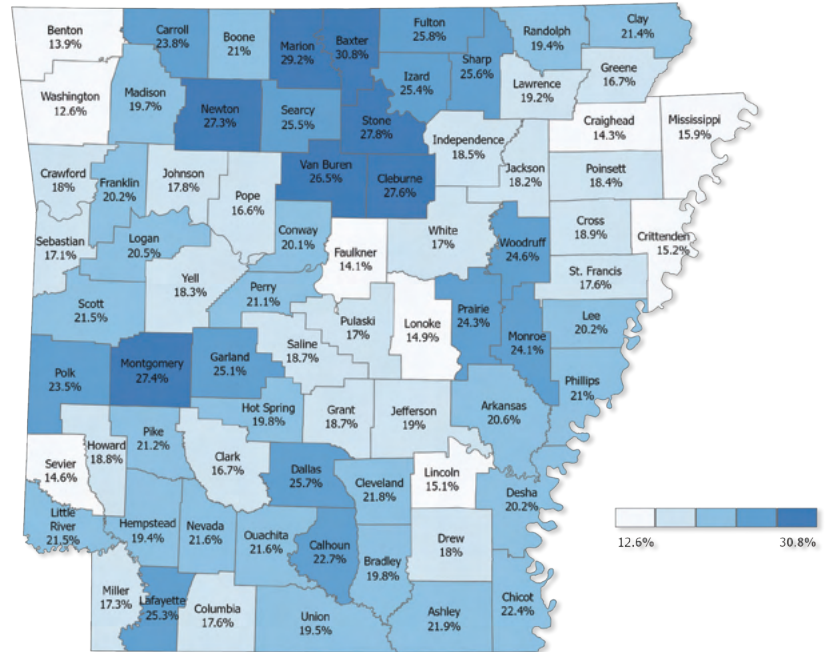 Benton
13.9%
Carroll
23.8%
Boone
21%
Marion
29.2%
Baxter
30.8%
Fulton
25.8%
Sharp
25.6%
Randolph
19.4%
Clay
21.4%
Washington
12.6%
Madison
19.7%
Newton
27.3%
Searcy
25.5%
Stone
27.8%
Izard
25.4%
Lawrence
19.2%
Greene
16.7%
Independence
18.5%
Craighead
14.3%
Mississippi
15.9%
Crawford
18%
Franklin
20.2%
Johnson
17.8%
Pope
16.6%
Van Buren
26.5%
Cleburne
27.6%
Jackson
18.2%
Poinsett
18.4%
Sebastian
17.1%
Logan
20.5%
Conway
20.1%
Faulkner
14.1%
White
17%
Woodruff
24.6%
Cross
18.9%
Crittenden
15.2%
Scott
21.5%
Yell
18.3%
Perry
21.1%
St. Francis
17.6%
Pulaski
17%
Lonoke
14.9%
Prairie
24.3%
Monroe
24.1%
Lee
20.2%
Polk
23.5%
Montgomery
27.4%
Garland
25.1%
Saline
18.7%
Phillips
21%
Hot Spring
19.8%
Grant
18.7%
Jefferson
19%
Arkansas
20.6%
Sevier
14.6%
Howard
18.8%
Pike
21.2%
Clark
16.7%
Dallas
25.7%
Cleveland
21.8%
Lincoln
15.1%
Desha
20.2%
Little
River
21.5%
Hempstead
19.4%
Nevada
21.6%
Ouachita
21.6%
Calhoun
22.7%
Bradley
19.8%
Drew
18%
Miller
17.3%
Lafayette
25.3%
Columbia
17.6%
Union
19.5%
Ashley
21.9%
Chicot
22.4%
12.6%
30.8%